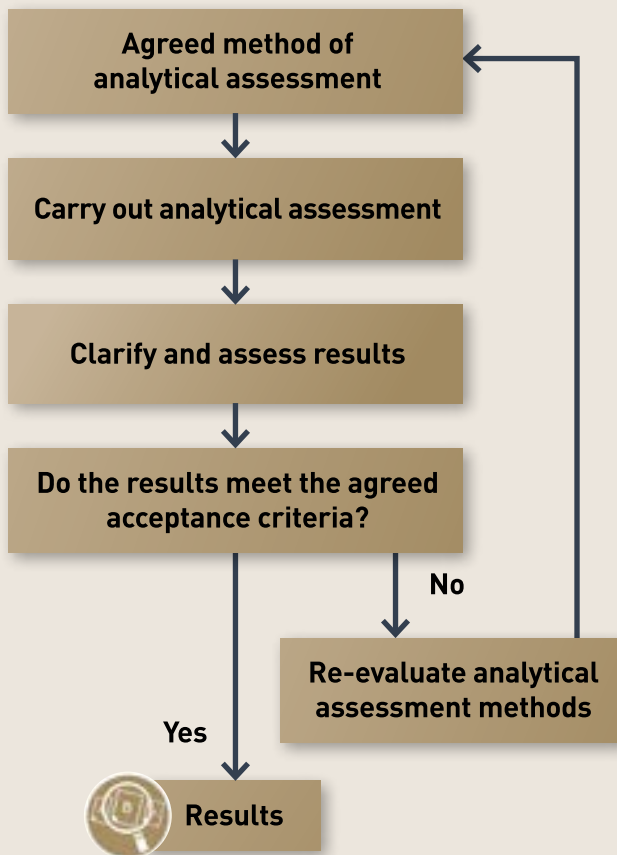 Agreed method of
analytical assessment
Carry out analytical assessment
Clarify and assess results
Do the results meet the agreed
acceptance criteria?
No
Re-evaluate analytical
assessment methods
Yes
Results